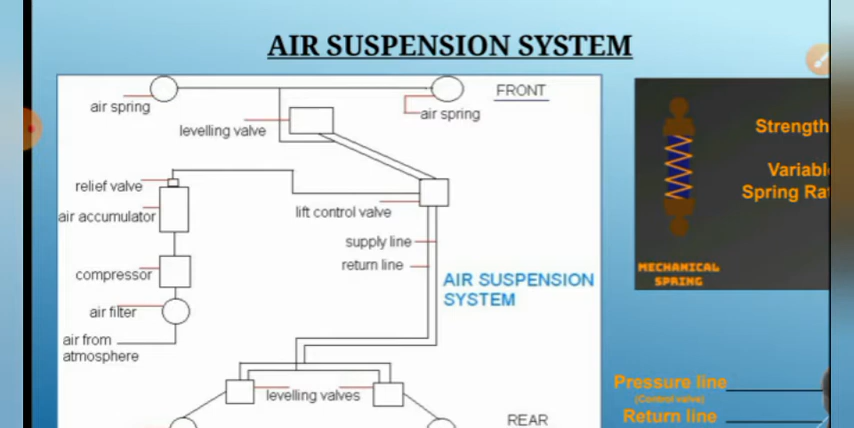 AIR SUSPENSION SYSTEM
FRONT
air spring
air spring
levelling valve
relief valve
air accumulator
lift control valve
supply line
return line
compressor
air filter
air from
atmosphere
AIR SUSPENSION
SYSTEM
levelling valves
REAR
Strength
Variabl
Spring Ra
MECHANICAL
SPRING
Pressure line
(Control valve)
Return line